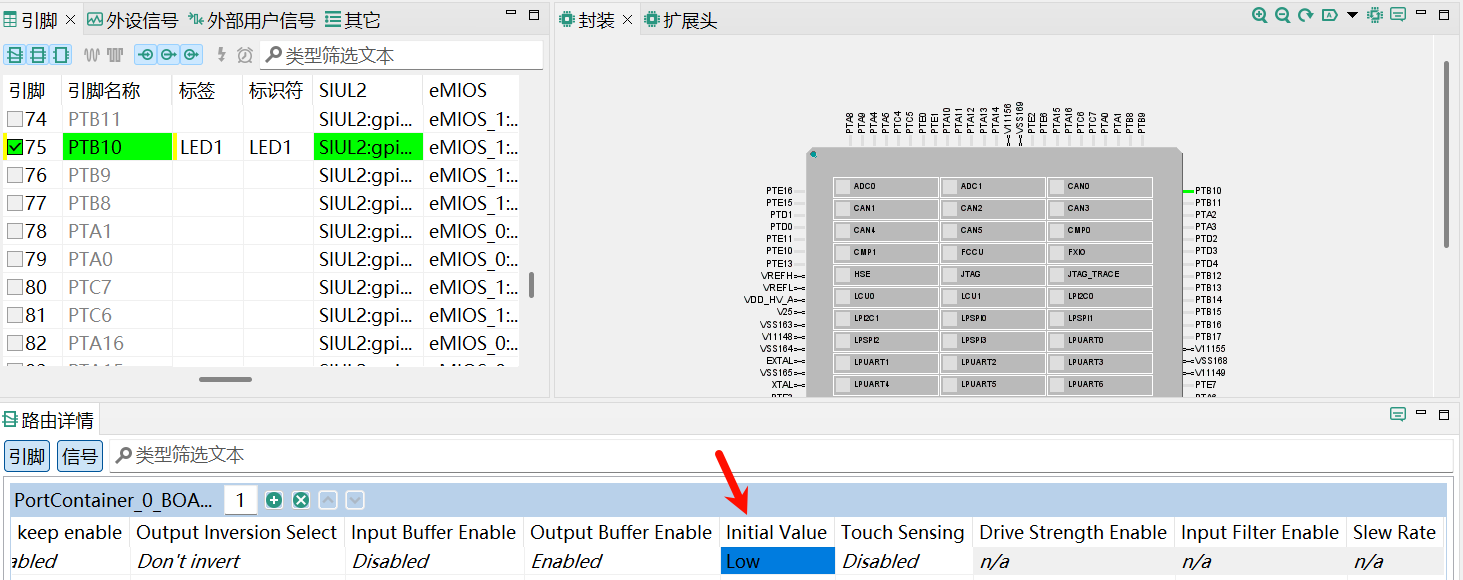 引脚 外设信号 外部用户信号 其它
类型筛选文本
引脚 引脚名称 标签 标识符 SIUL2 eMIOS
74 PTB11 SIUL2:gpi... eMIOS_1:..
75 PTB10 LED1 LED1 SIUL2:gpi... eMIOS_1:..
76 PTB9 SIUL2:gpi... eMIOS_1:..
77 PTB8 SIUL2:gpi... eMIOS_1:..
78 PTA1 SIUL2:gpi... eMIOS_0:..
79 PTA0 SIUL2:gpi... eMIOS_0:..
80 PTC7 SIUL2:gpi... eMIOS_1:..
81 PTC6 SIUL2:gpi... eMIOS_1:..
82 PTA16 SIUL2:gpi... eMIOS_0:..
封装 扩展头
PTA8 PTA9 PTA4 PTA5 PTC4 PTC5 PTE0 PTE1 PTA10 PTA11 PTA12 PTA13 PTA14 V11156 VSS169 PTE2 PTE6 PTA15 PTA16 PTC6 PTC7 PTA0 PTA1 PTB8 PTB9
PTE16
PTE15
PTD1
PTD0
PTE11
PTE10
PTE13
VREFH
VREFL
VDD_HV_A
V25
VSS163
V11148
VSS164
EXTAL
VSS165
XTAL
ADC0 ADC1 CAN0
CAN1 CAN2 CAN3
CAN4 CAN5 CMP0
CMP1 FCCU FXIO
HSE JTAG JTAG_TRACE
LCU0 LCU1 LPI2C0
LPI2C1 LPSPI0 LPSPI1
LPSPI2 LPSPI3 LPUART0
LPUART1 LPUART2 LPUART3
LPUART4 LPUART5 LPUART6
PTB10
PTB11
PTA2
PTA3
PTD2
PTD3
PTD4
PTB12
PTB13
PTB14
PTB15
PTB16
PTB17
V11155
VSS168
V11149
PTE7
路由详情
引脚 信号 类型筛选文本
PortContainer_0_BOA... 1
keep enable Output Inversion Select Input Buffer Enable Output Buffer Enable Initial Value Touch Sensing Drive Strength Enable Input Filter Enable Slew Rate
abled Don't invert Disabled Enabled Low Disabled n/a n/a n/a